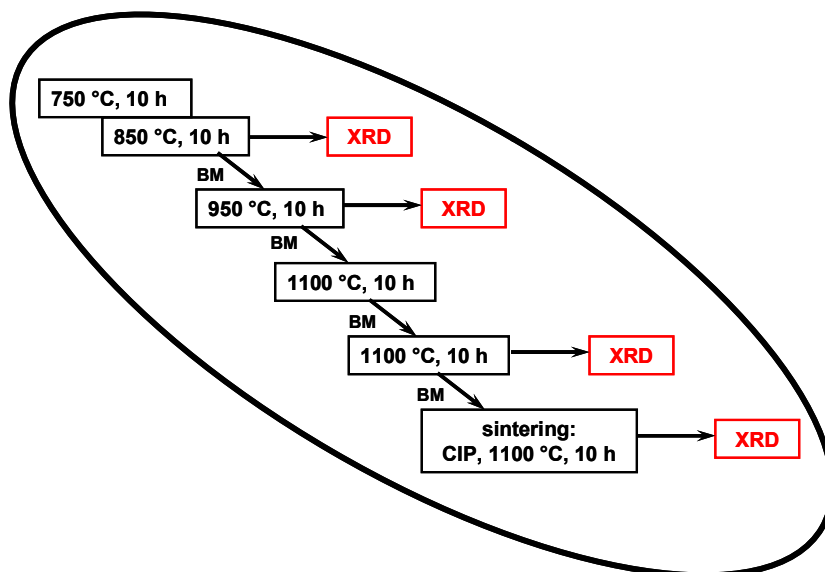 750 °C, 10 h
850 °C, 10 h
XRD
BM
950 °C, 10 h
XRD
BM
1100 °C, 10 h
BM
1100 °C, 10 h
XRD
BM
sintering:
CIP, 1100 °C, 10 h
XRD